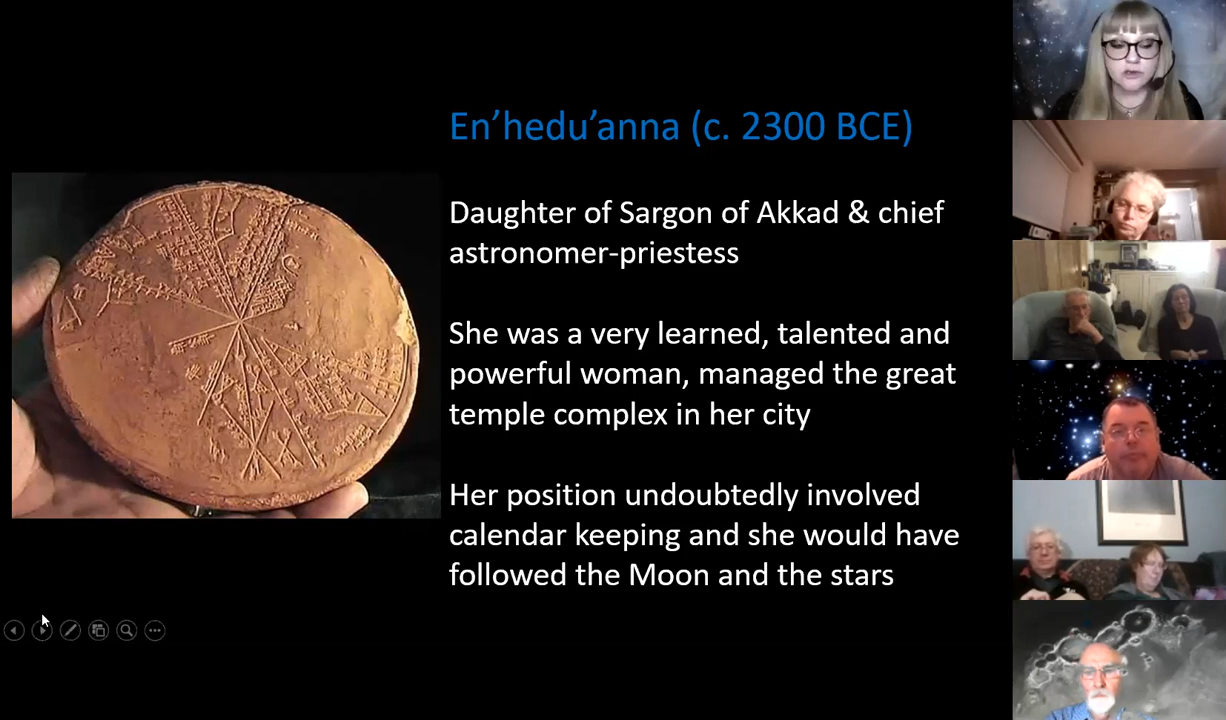 En’hedu’anna (c. 2300 BCE)
Daughter of Sargon of Akkad & chief
astronomer-priestess
She was a very learned, talented and
powerful woman, managed the great
temple complex in her city
Her position undoubtedly involved
calendar keeping and she would have
followed the Moon and the stars